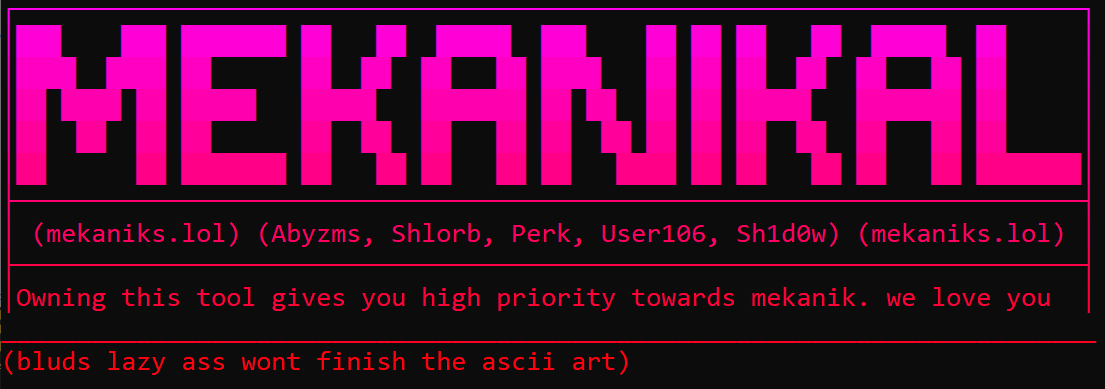 MEKANIKAL
(mekaniks.lol) (Abyzms, Shlorb, Perk, User106, Sh1d0w) (mekaniks.lol)
Owning this tool gives you high priority towards mekanik. we love you
(bluds lazy ass wont finish the ascii art)